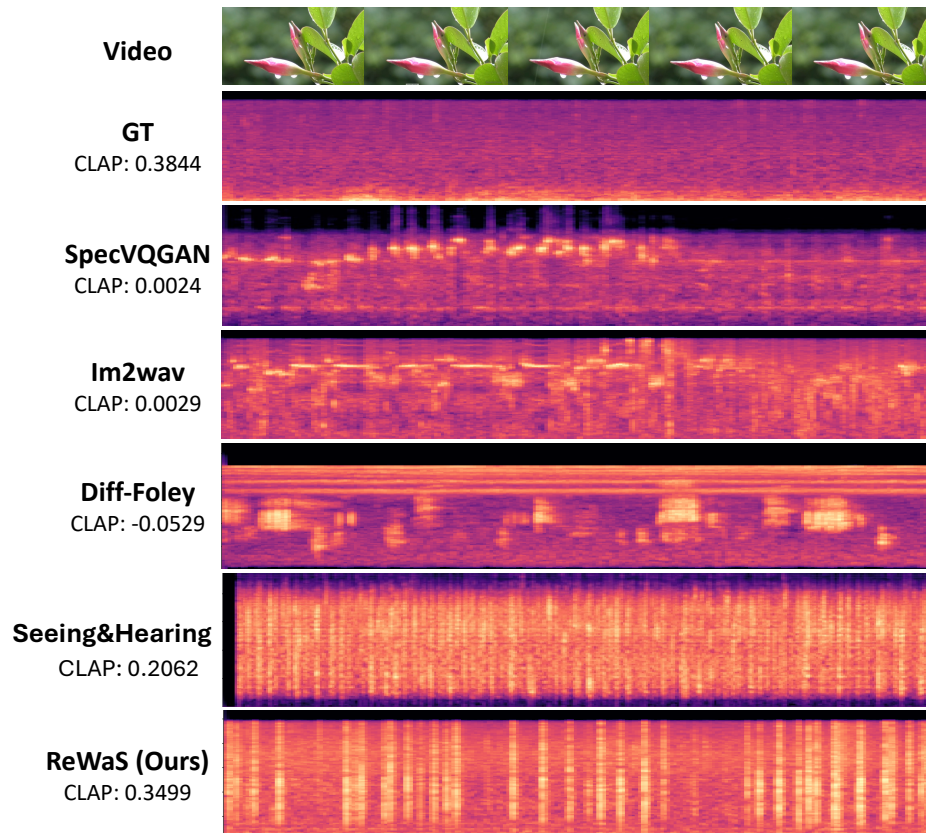 Video
GT
CLAP: 0.3844
SpecVQGAN
CLAP: 0.0024
Im2wav
CLAP: 0.0029
Diff-Foley
CLAP: -0.0529
Seeing&Hearing
CLAP: 0.2062
ReWaS (Ours)
CLAP: 0.3499